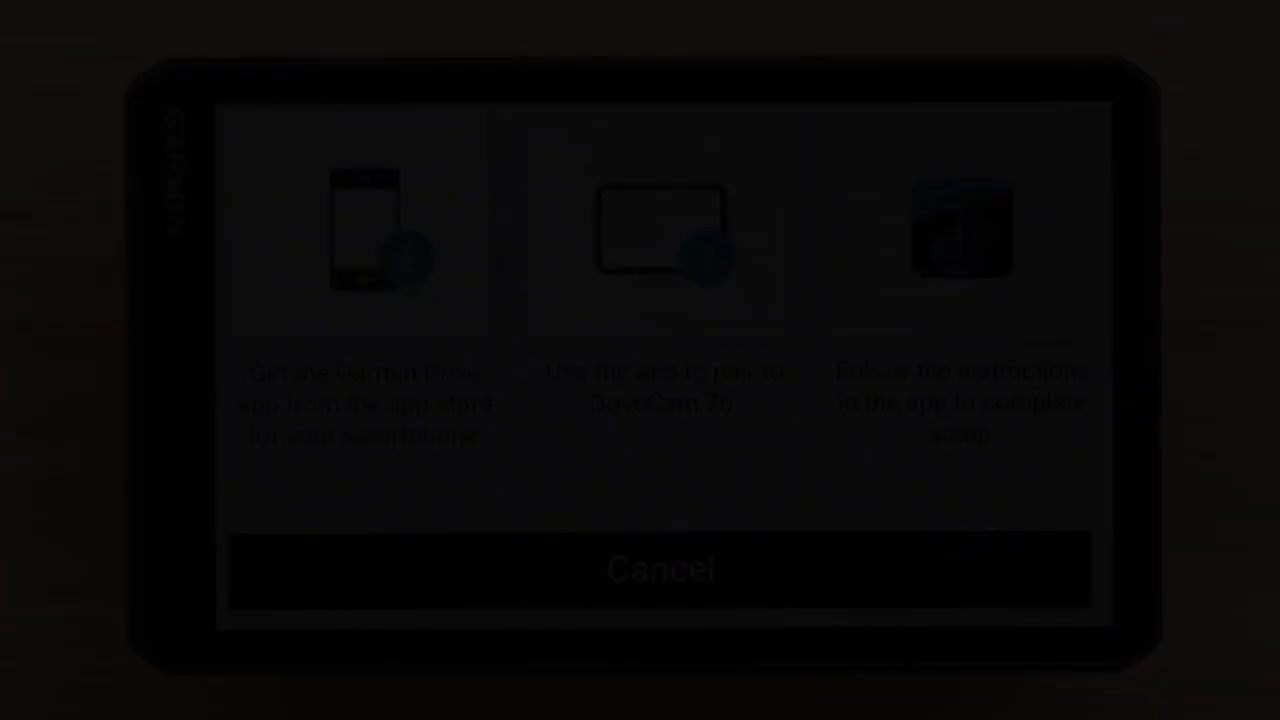 GARMIN
Get the Garmin Drive
app from the app store
for your smartphone
Use the app to pair to
DriveCam 76
Follow the instructions
in the app to complete
setup
Cancel